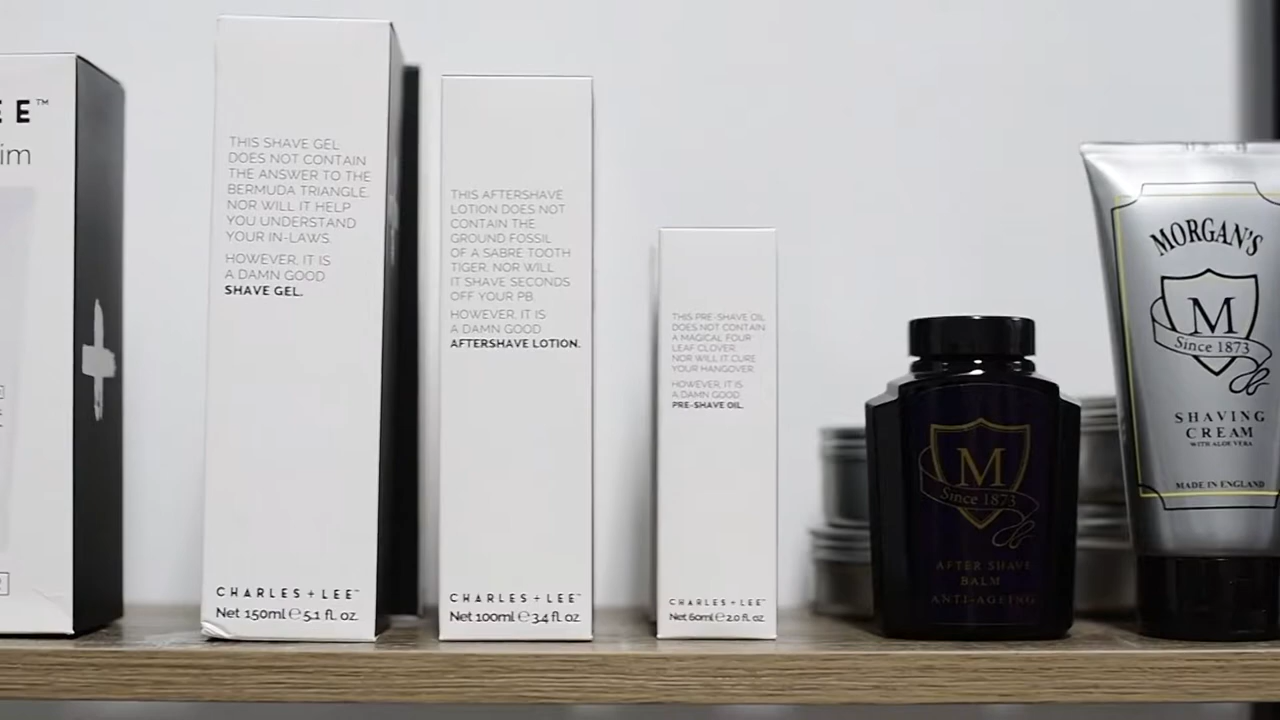 EE™
im
THIS SHAVE GEL
DOES NOT CONTAIN
THE ANSWER TO THE
BERMUDA TRIANGLE.
NOR WILL IT HELP
YOU UNDERSTAND
YOUR IN-LAWS.
HOWEVER, IT IS
A DAMN GOOD
SHAVE GEL.
CHARLES + LEE™
Net 150ml ℮ 5.1 fl. oz.
THIS AFTERSHAVE
LOTION DOES NOT
CONTAIN THE
GROUND FOSSIL
OF A SABRE TOOTH
TIGER. NOR WILL
IT SHAVE SECONDS
OFF YOUR PB.
HOWEVER, IT IS
A DAMN GOOD
AFTERSHAVE LOTION.
CHARLES + LEE™
Net 100ml ℮ 3.4 fl. oz.
THIS PRE-SHAVE OIL
DOES NOT CONTAIN
A MAGICAL FOUR
LEAF CLOVER.
NOR WILL IT CURE
YOUR HANGOVER.
HOWEVER, IT IS
A DAMN GOOD
PRE-SHAVE OIL.
CHARLES + LEE™
Net 60ml ℮ 2.0 fl. oz.
M
Since 1873
AFTER SHAVE
BALM
ANTI-AGEING
MORGAN'S
M
Since 1873
SHAVING
CREAM
WITH ALOE VERA
MADE IN ENGLAND